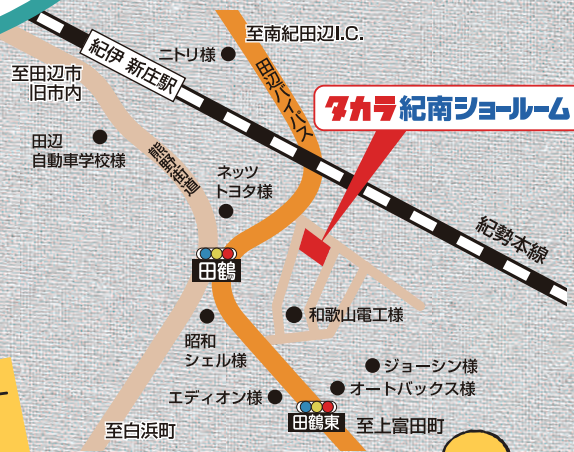 至南紀田辺I.C.
ニトリ様
紀伊 新庄駅
至田辺市
旧市内
田辺バイパス
タカラ紀南ショールーム
田辺
自動車学校様
熊野街道
ネッツ
トヨタ様
紀勢本線
田鶴
和歌山電工様
昭和
シェル様
ジョーシン様
オートバックス様
エディオン様
田鶴東
至上富田町
至白浜町